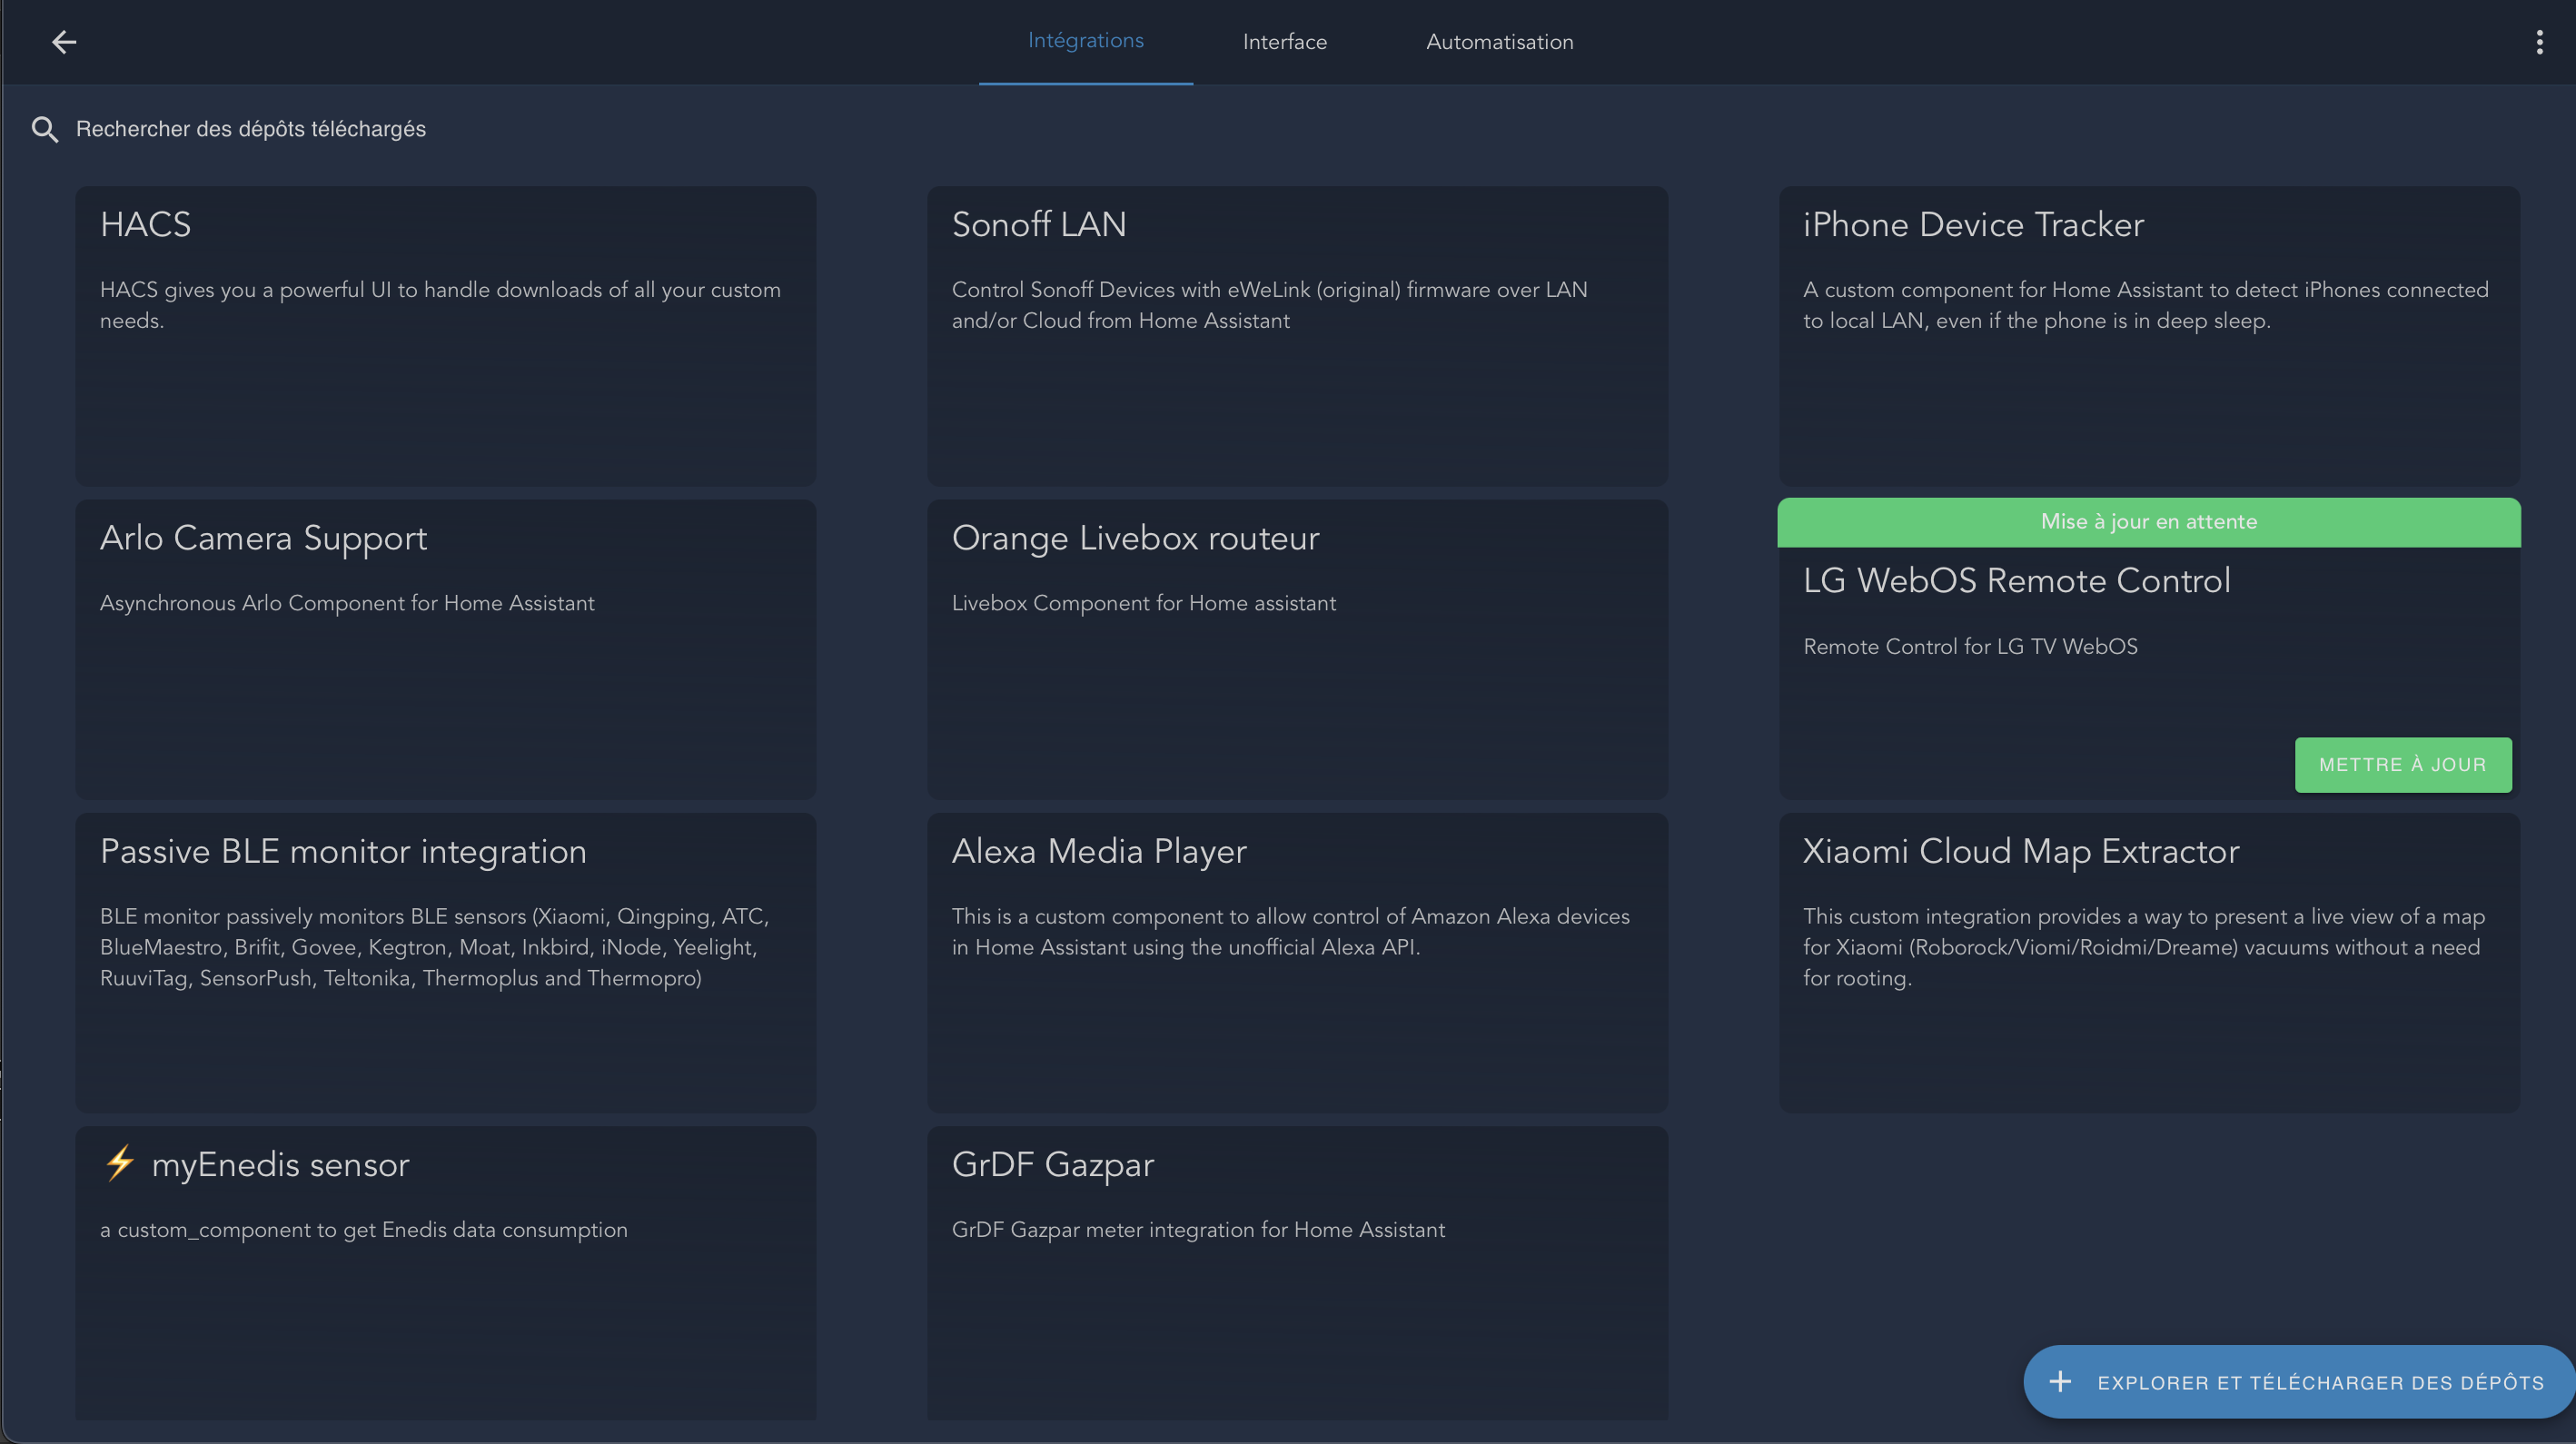 Intégrations
Interface
Automatisation
Rechercher des dépôts téléchargés
HACS
HACS gives you a powerful UI to handle downloads of all your custom
needs.
Sonoff LAN
Control Sonoff Devices with eWeLink (original) firmware over LAN
and/or Cloud from Home Assistant
iPhone Device Tracker
A custom component for Home Assistant to detect iPhones connected
to local LAN, even if the phone is in deep sleep.
Arlo Camera Support
Asynchronous Arlo Component for Home Assistant
Orange Livebox routeur
Livebox Component for Home assistant
Mise à jour en attente
LG WebOS Remote Control
Remote Control for LG TV WebOS
METTRE À JOUR
Passive BLE monitor integration
BLE monitor passively monitors BLE sensors (Xiaomi, Qingping, ATC,
BlueMaestro, Brifit, Govee, Kegtron, Moat, Inkbird, iNode, Yeelight,
RuuviTag, SensorPush, Teltonika, Thermoplus and Thermopro)
Alexa Media Player
This is a custom component to allow control of Amazon Alexa devices
in Home Assistant using the unofficial Alexa API.
Xiaomi Cloud Map Extractor
This custom integration provides a way to present a live view of a map
for Xiaomi (Roborock/Viomi/Roidmi/Dreame) vacuums without a need
for rooting.
⚡ myEnedis sensor
a custom_component to get Enedis data consumption
GrDF Gazpar
GrDF Gazpar meter integration for Home Assistant
EXPLORER ET TÉLÉCHARGER DES DÉPÔTS